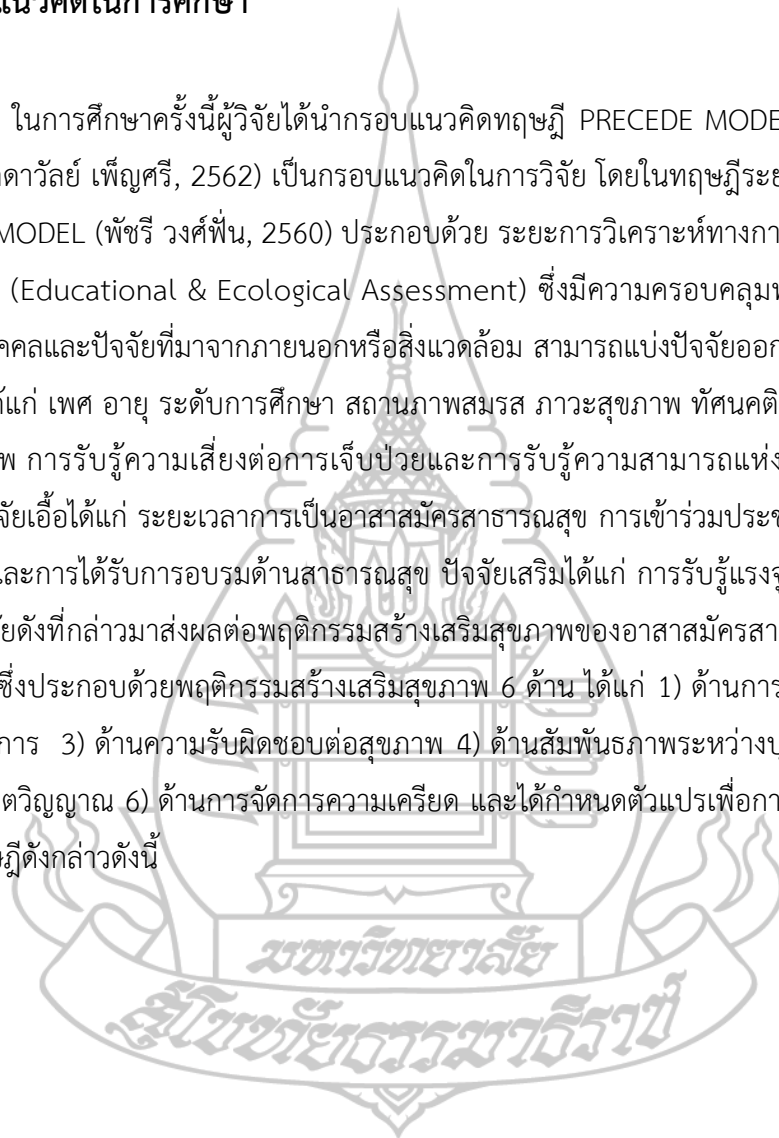 แนวคิดในการศึกษา
ในการศึกษาครั้งนี้ผู้วิจัยได้นำกรอบแนวคิดทฤษฎี PRECEDE MODE
ดาวัลย์ เพ็ญศรี, 2562) เป็นกรอบแนวคิดในการวิจัย โดยในทฤษฎีระย
MODEL (พัชรี วงศ์ฟั่น, 2560) ประกอบด้วย ระยะการวิเคราะห์ทางกา
(Educational & Ecological Assessment) ซึ่งมีความครอบคลุมท
คคลและปัจจัยที่มาจากภายนอกหรือสิ่งแวดล้อม สามารถแบ่งปัจจัยออก
ด้แก่ เพศ อายุ ระดับการศึกษา สถานภาพสมรส ภาวะสุขภาพ ทัศนคติ
พ การรับรู้ความเสี่ยงต่อการเจ็บป่วยและการรับรู้ความสามารถแห่ง
จัยเอื้อได้แก่ ระยะเวลาการเป็นอาสาสมัครสาธารณสุข การเข้าร่วมประช
และการได้รับการอบรมด้านสาธารณสุข ปัจจัยเสริมได้แก่ การรับรู้แรงจู
ัยดังที่กล่าวมาส่งผลต่อพฤติกรรมสร้างเสริมสุขภาพของอาสาสมัครสา
ซึ่งประกอบด้วยพฤติกรรมสร้างเสริมสุขภาพ 6 ด้าน ได้แก่ 1) ด้านการ
การ 3) ด้านความรับผิดชอบต่อสุขภาพ 4) ด้านสัมพันธภาพระหว่างบุ
ตวิญญาณ 6) ด้านการจัดการความเครียด และได้กำหนดตัวแปรเพื่อกา
ษฎีดังกล่าวดังนี้
มหาวิทยาลัย
สุโขทัยธรรมาธิราช